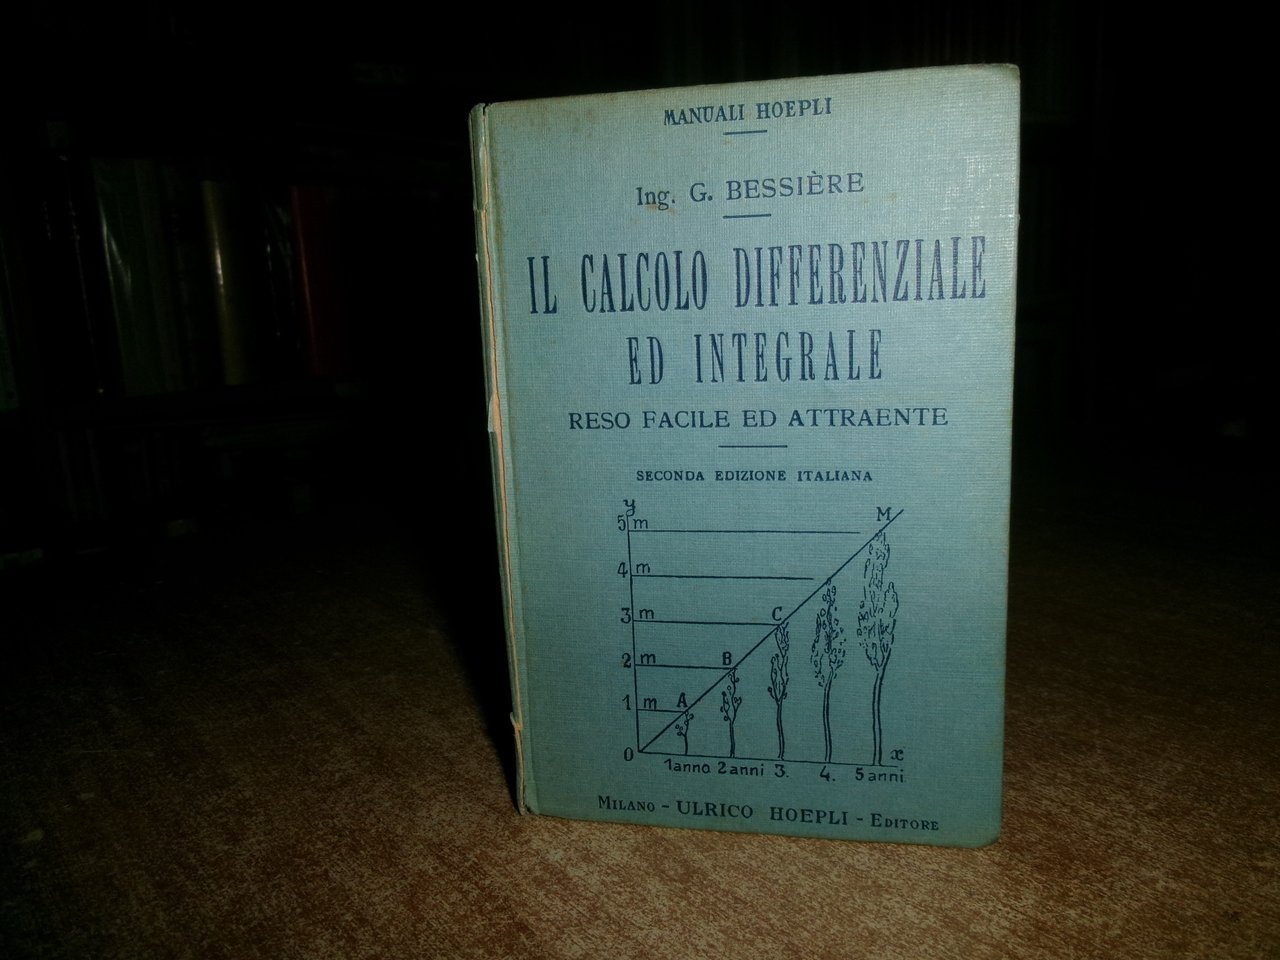 MANUALI HOEPLI
Ing. G. BESSIÈRE
IL CALCOLO DIFFERENZIALE
ED INTEGRALE
RESO FACILE ED ATTRAENTE
SECONDA EDIZIONE ITALIANA
y
5 m
M
4 m
3 m
C
2 m
B
1 m
A
0
x
1 anno 2 anni 3. 4. 5 anni
MILANO - ULRICO HOEPLI - EDITORE